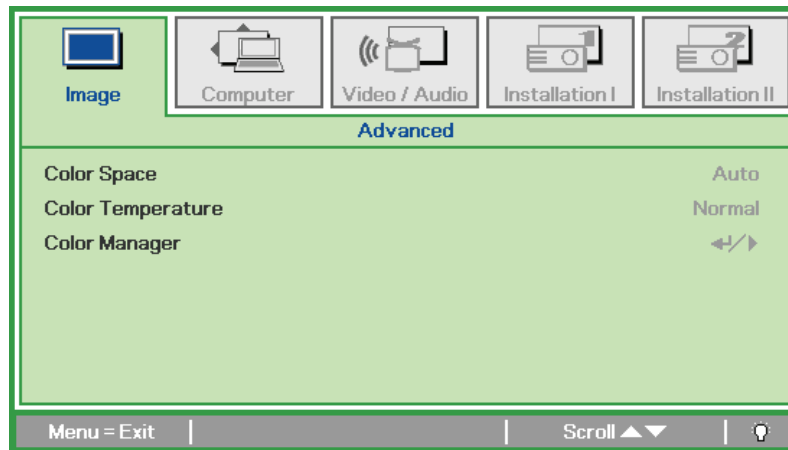 Image Computer Video / Audio Installation I Installation II
Advanced
Color Space Auto
Color Temperature Normal
Color Manager ↵/▶
Menu = Exit Scroll ▲▼